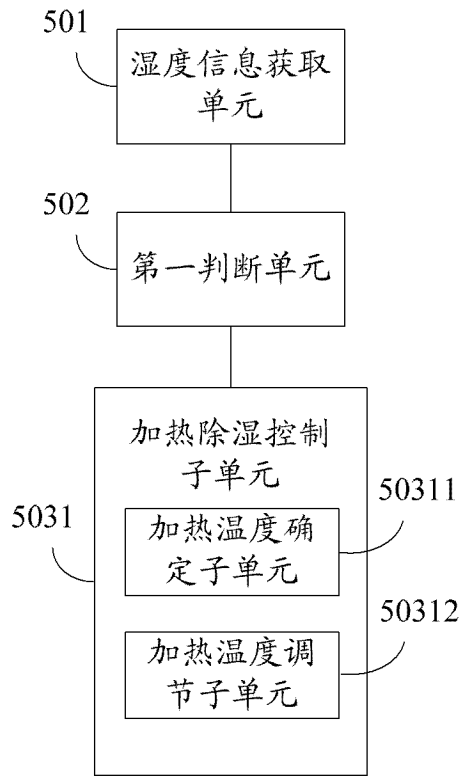 501
湿度信息获取
单元
502
第一判断单元
加热除湿控制
子单元
5031
50311
加热温度确
定子单元
50312
加热温度调
节子单元